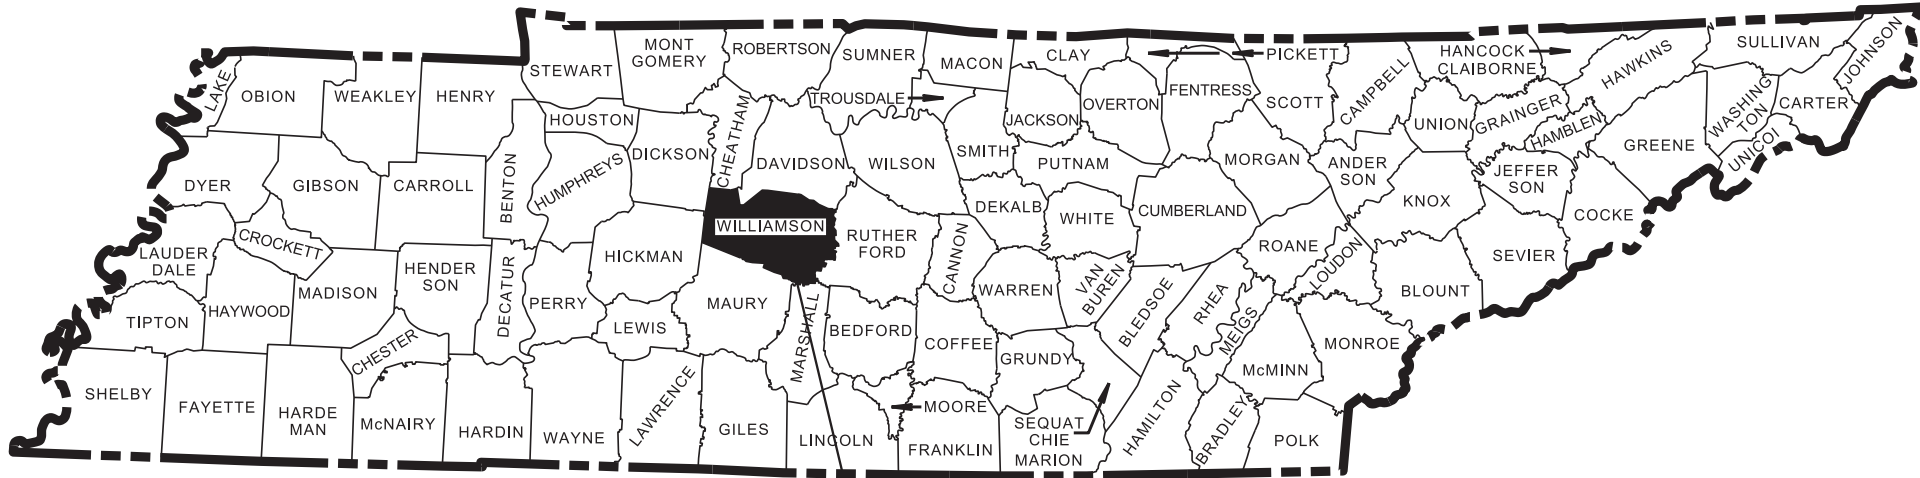 LAKE
OBION
WEAKLEY
HENRY
STEWART
MONT
GOMERY
ROBERTSON
SUMNER
MACON
CLAY
PICKETT
HANCOCK
CLAIBORNE
HAWKINS
SULLIVAN
JOHNSON
TROUSDALE
HOUSTON
CHEATHAM
JACKSON
OVERTON
FENTRESS
SCOTT
CAMPBELL
UNION
GRAINGER
HAMBLEN
WASHING
TON
CARTER
UNICOI
GREENE
DYER
GIBSON
CARROLL
BENTON
HUMPHREYS
DICKSON
DAVIDSON
WILSON
SMITH
PUTNAM
MORGAN
ANDER
SON
KNOX
JEFFER
SON
COCKE
LAUDER
DALE
CROCKETT
HENDER
SON
DECATUR
PERRY
HICKMAN
WILLIAMSON
RUTHER
FORD
CANNON
DEKALB
WHITE
CUMBERLAND
ROANE
LOUDON
BLOUNT
SEVIER
TIPTON
HAYWOOD
MADISON
CHESTER
LEWIS
MAURY
MARSHALL
BEDFORD
COFFEE
WARREN
VAN
BUREN
BLEDSOE
RHEA
MEIGS
McMINN
MONROE
GRUNDY
SHELBY
FAYETTE
HARDE
MAN
McNAIRY
HARDIN
WAYNE
LAWRENCE
GILES
LINCOLN
MOORE
FRANKLIN
SEQUAT
CHIE
MARION
HAMILTON
BRADLEY
POLK